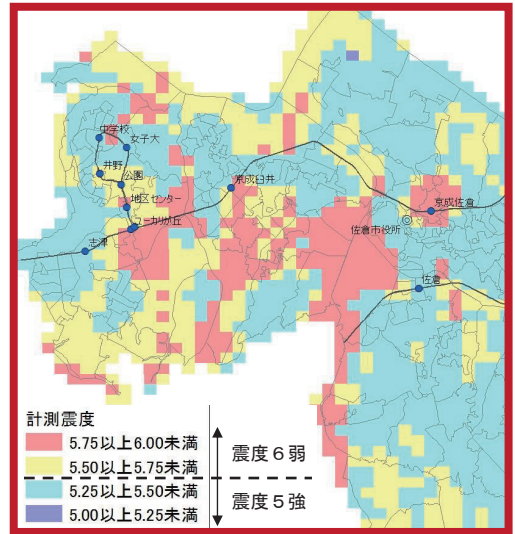 中学校
女子大
井野
公園
地区センター
ユーカリが丘
志津
京成臼井
京成佐倉
佐倉市役所
佐倉
計測震度
5.75以上6.00未満
5.50以上5.75未満
5.25以上5.50未満
5.00以上5.25未満
震度6弱
震度5強